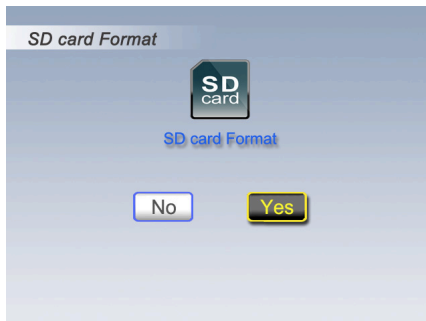 SD card Format
SD
card
SD card Format
No
Yes